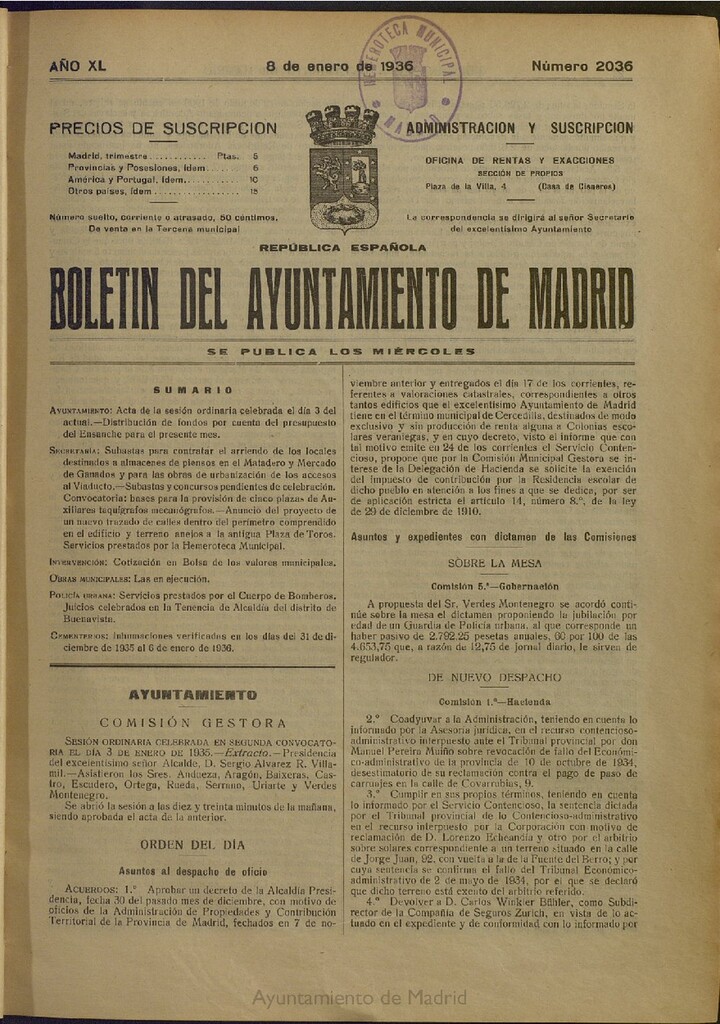 AÑO XL
8 de enero de 1936
Número 2036
HEMEROTECA MUNICIPAL
MADRID
PRECIOS DE SUSCRIPCION
Madrid, trimestre............ Ptas. 5
Provincias y Posesiones, ídem..... 6
América y Portugal, ídem......... 10
Otros países, ídem................. 15
Número suelto, corriente o atrasado, 50 céntimos.
De venta en la Tercena municipal
ADMINISTRACION Y SUSCRIPCION
OFICINA DE RENTAS Y EXACCIONES
SECCIÓN DE PROPIOS
Plaza de la Villa, 4 (Casa de Cisneros)
La correspondencia se dirigirá al señor Secretario
del excelentísimo Ayuntamiento
REPÚBLICA ESPAÑOLA
BOLETIN DEL AYUNTAMIENTO DE MADRID
SE PUBLICA LOS MIÉRCOLES
SUMARIO
AYUNTAMIENTO: Acta de la sesión ordinaria celebrada el día 3 del
actual.—Distribución de fondos por cuenta del presupuesto
del Ensanche para el presente mes.
SECRETARÍA: Subastas para contratar el arriendo de los locales
destinados a almacenes de piensos en el Matadero y Mercado
de Ganados y para las obras de urbanización de los accesos
al Viaducto.—Subastas y concursos pendientes de celebración.
Convocatoria: bases para la provisión de cinco plazas de Au-
xiliares taquígrafos mecanógrafos.—Anuncio del proyecto de
un nuevo trazado de calles dentro del perímetro comprendido
en el edificio y terreno anejos a la antigua Plaza de Toros.
Servicios prestados por la Hemeroteca Municipal.
INTERVENCIÓN: Cotización en Bolsa de los valores municipales.
OBRAS MUNICIPALES: Las en ejecución.
POLICÍA URBANA: Servicios prestados por el Cuerpo de Bomberos.
Juicios celebrados en la Tenencia de Alcaldía del distrito de
Buenavista.
CEMENTERIOS: Inhumaciones verificadas en los días del 31 de di-
ciembre de 1935 al 6 de enero de 1936.
AYUNTAMIENTO
COMISIÓN GESTORA
SESIÓN ORDINARIA CELEBRADA EN SEGUNDA CONVOCATO-
RIA EL DÍA 3 DE ENERO DE 1936.—Extracto.—Presidencia
del excelentísimo señor Alcalde, D. Sergio Alvarez R. Villa-
mil.—Asistieron los Sres. Andueza, Aragón, Baixeras, Cas-
tro, Escudero, Ortega, Rueda, Serrano, Uriarte y Verdes
Montenegro.
Se abrió la sesión a las diez y treinta minutos de la mañana,
siendo aprobada el acta de la anterior.
ORDEN DEL DÍA
Asuntos al despacho de oficio
ACUERDOS: 1.º Aprobar un decreto de la Alcaldía Presi-
dencia, fecha 30 del pasado mes de diciembre, con motivo de
oficios de la Administración de Propiedades y Contribución
Territorial de la Provincia de Madrid, fechados en 7 de no-
viembre anterior y entregados el día 17 de los corrientes, re-
ferentes a valoraciones catastrales, correspondientes a otros
tantos edificios que el excelentísimo Ayuntamiento de Madrid
tiene en el término municipal de Cercedilla, destinados de modo
exclusivo y sin producción de renta alguna a Colonias esco-
lares veraniegas, y en cuyo decreto, visto el informe que con
tal motivo emite en 24 de los corrientes el Servicio Conten-
cioso, propone que por la Comisión Municipal Gestora se in-
terese de la Delegación de Hacienda se solicite la exención
del impuesto de contribución por la Residencia escolar de
dicho pueblo en atención a los fines a que se dedica, por ser
de aplicación estricta el artículo 14, número 8.º, de la ley
de 29 de diciembre de 1910.
Asuntos y expedientes con dictamen de las Comisiones
SOBRE LA MESA
Comisión 5.ª—Gobernación
A propuesta del Sr. Verdes Montenegro se acordó conti-
núe sobre la mesa el dictamen proponiendo la jubilación por
edad de un Guardia de Policía urbana, al que corresponde un
haber pasivo de 2.792,25 pesetas anuales, 60 por 100 de las
4.653,75 que, a razón de 12,75 de jornal diario, le sirven de
regulador.
DE NUEVO DESPACHO
Comisión 1.ª—Hacienda
2.º Coadyuvar a la Administración, teniendo en cuenta lo
informado por la Asesoría jurídica, en el recurso contencioso-
administrativo interpuesto ante el Tribunal provincial por don
Manuel Pereira Muiño sobre revocación de fallo del Económi-
co-administrativo de la provincia de 10 de octubre de 1934,
desestimatorio de su reclamación contra el pago de paso de
carruajes en la calle de Covarrubias, 9.
3.º Cumplir en sus propios términos, teniendo en cuenta
lo informado por el Servicio Contencioso, la sentencia dictada
por el Tribunal provincial de lo Contencioso-administrativo
en el recurso interpuesto por la Corporación con motivo de
reclamación de D. Lorenzo Echeandía y otro por el arbitrio
sobre solares correspondiente a un terreno situado en la calle
de Jorge Juan, 92, con vuelta a la de la Fuente del Berro; y por
cuya sentencia se confirma el fallo del Tribunal Económico-
administrativo de 2 de mayo de 1934, por el que se declaró
que dicho terreno está exento del arbitrio referido.
4.º Devolver a D. Carlos Winkler Bühler, como Subdi-
rector de la Compañía de Seguros Zurich, en vista de lo ac-
tuado en el expediente y de conformidad con lo informado por
Ayuntamiento de Madrid